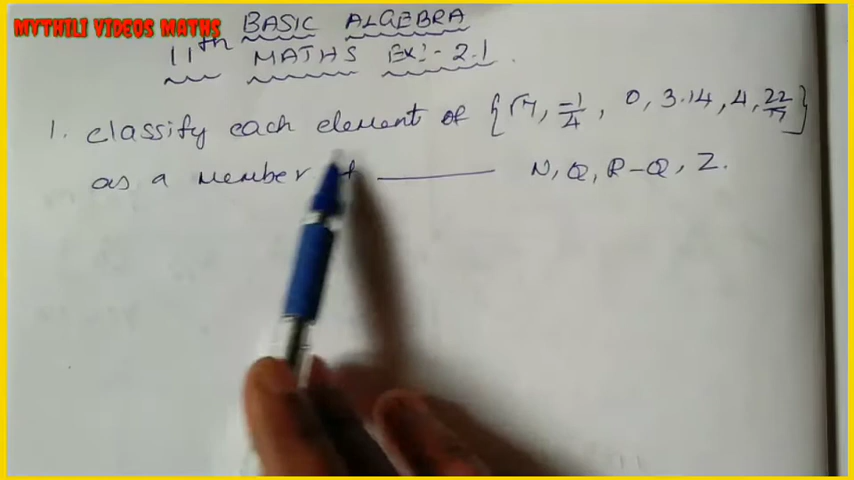 MYTHILI VIDEOS MATHS
BASIC ALGEBRA
11th MATHS EX:- 2.1.
1. classify each element of {√7, -1/4, 0, 3.14, 4, 22/7}
as a member of ______ N, Q, R-Q, Z.